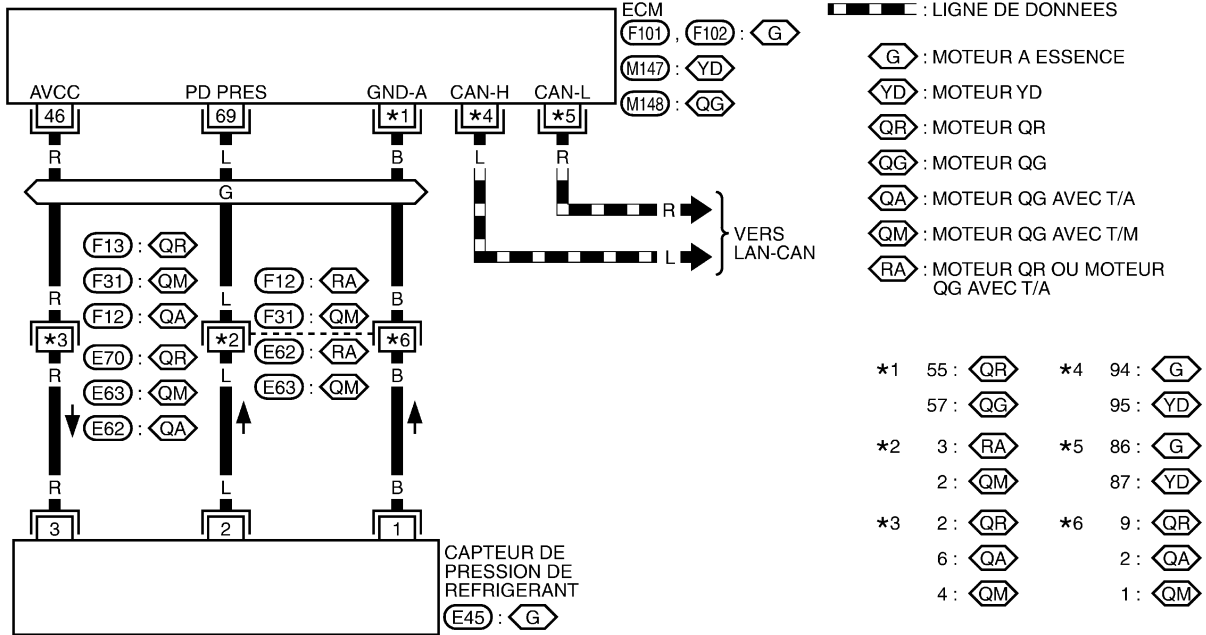 ECM
F101 , F102 : G
M147 : YD
M148 : QG
AVCC PD PRES GND-A CAN-H CAN-L
46 69 *1 *4 *5
R L B L R
G
R
L
VERS
LAN-CAN
F13 : QR
F31 : QM
F12 : QA
F12 : RA
F31 : QM
R L B
*3 *2 *6
E70 : QR
E63 : QM
E62 : QA
E62 : RA
E63 : QM
R L B
R L B
3 2 1
CAPTEUR DE
PRESSION DE
REFRIGERANT
E45 : G
: LIGNE DE DONNEES
G : MOTEUR A ESSENCE
YD : MOTEUR YD
QR : MOTEUR QR
QG : MOTEUR QG
QA : MOTEUR QG AVEC T/A
QM : MOTEUR QG AVEC T/M
RA : MOTEUR QR OU MOTEUR
QG AVEC T/A
*1 55 : QR *4 94 : G
57 : QG 95 : YD
*2 3 : RA *5 86 : G
2 : QM 87 : YD
*3 2 : QR *6 9 : QR
6 : QA 2 : QA
4 : QM 1 : QM